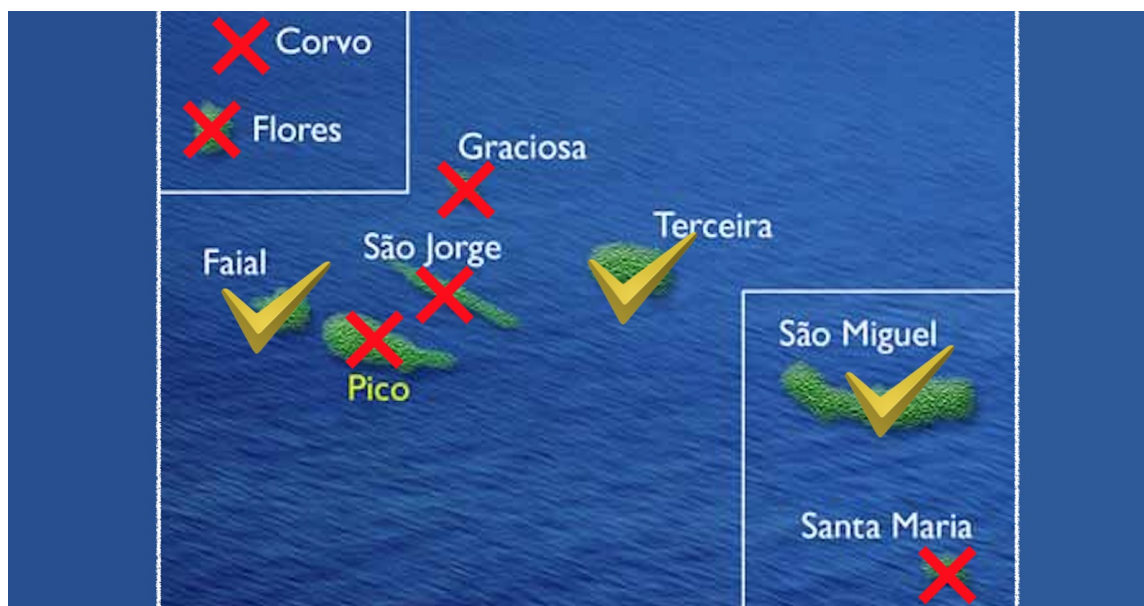 Corvo
Flores
Graciosa
Terceira
São Jorge
Faial
Pico
São Miguel
Santa Maria